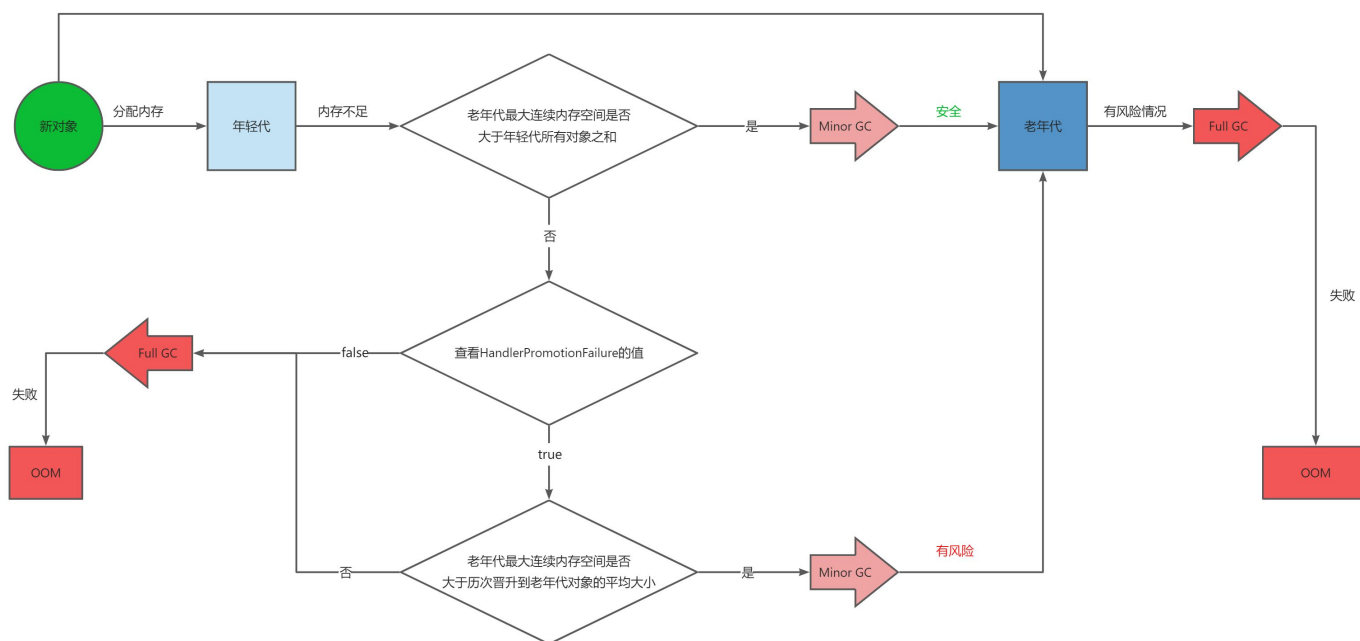 新对象
分配内存
年轻代
内存不足
老年代最大连续内存空间是否
大于年轻代所有对象之和
是
Minor GC
安全
老年代
有风险情况
Full GC
否
失败
查看HandlerPromotionFailure的值
false
Full GC
失败
OOM
OOM
true
老年代最大连续内存空间是否
大于历次晋升到老年代对象的平均大小
否
是
Minor GC
有风险